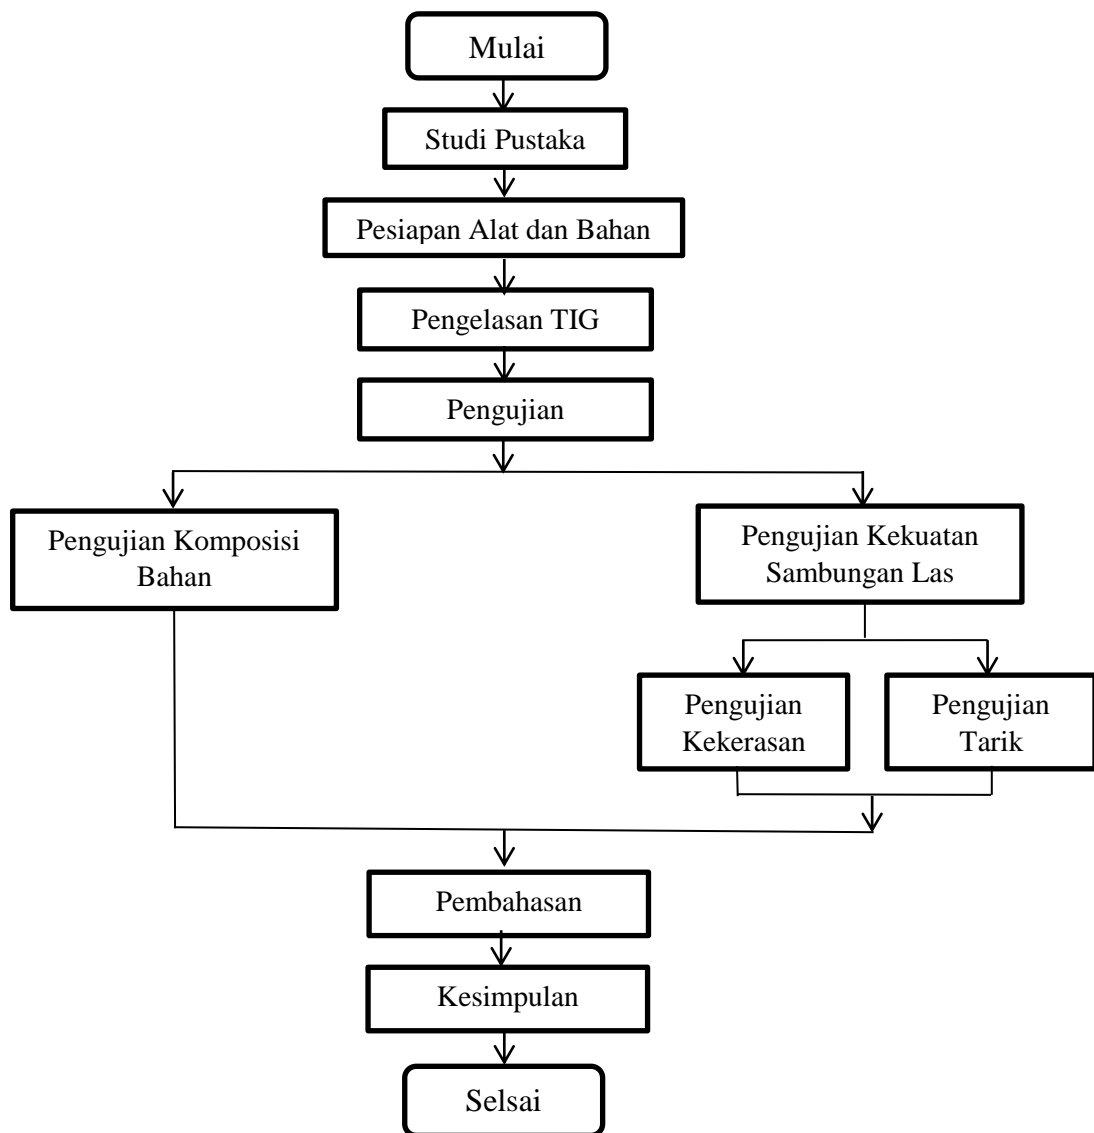 Mulai
Studi Pustaka
Pesiapan Alat dan Bahan
Pengelasan TIG
Pengujian
Pengujian Komposisi
Bahan
Pengujian Kekuatan
Sambungan Las
Pengujian
Kekerasan
Pengujian
Tarik
Pembahasan
Kesimpulan
Selsai